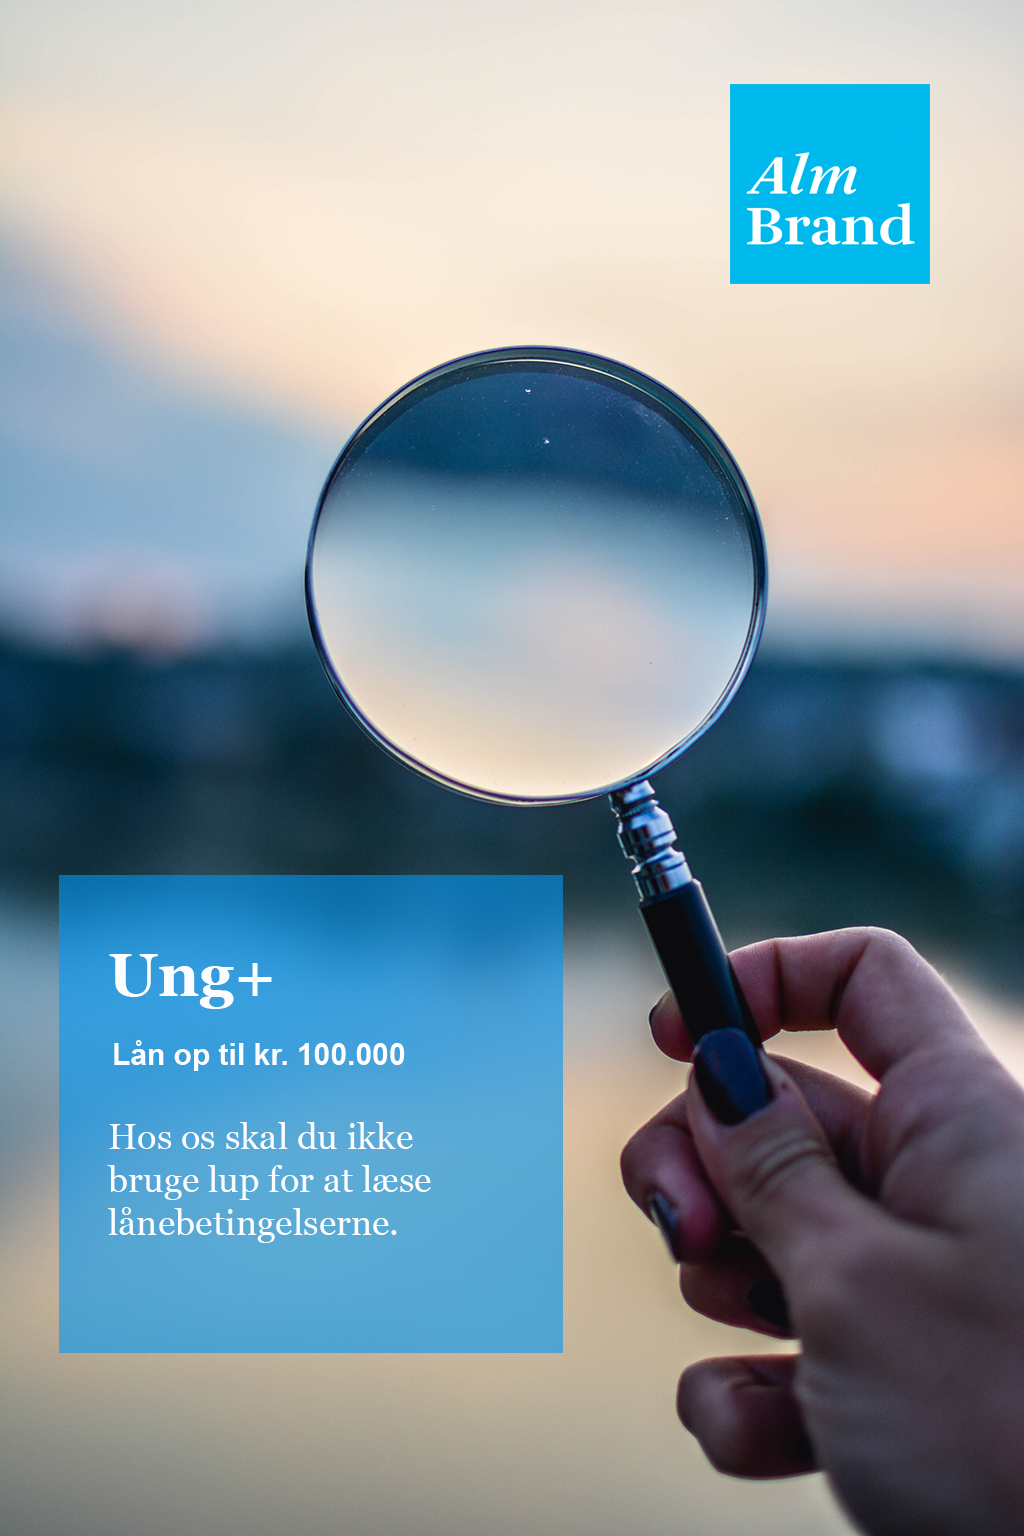 Alm
Brand
Ung+
Lån op til kr. 100.000
Hos os skal du ikke
bruge lup for at læse
lånebetingelserne.